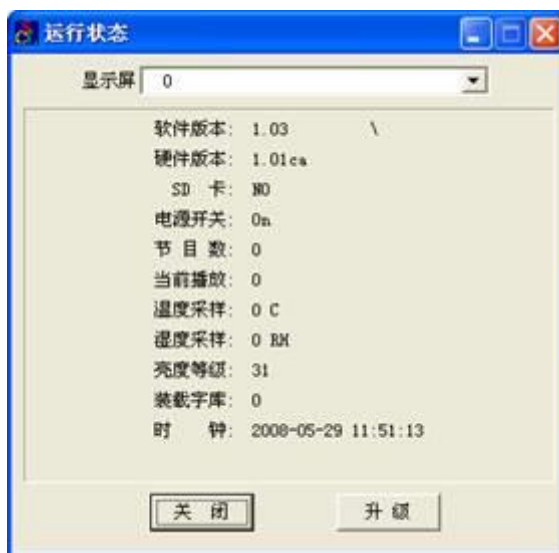 运行状态
显示屏 0
软件版本: 1.03 \
硬件版本: 1.01ca
SD 卡: NO
电源开关: On
节目数: 0
当前播放: 0
温度采样: 0 C
湿度采样: 0 RH
亮度等级: 31
装载字库: 0
时 钟: 2008-05-29 11:51:13
关 闭 升 级